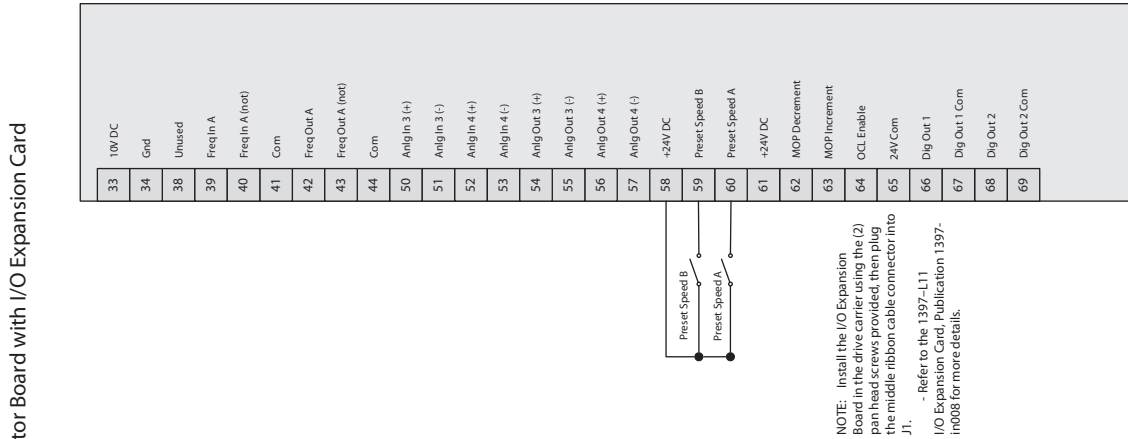 tor Board with I/O Expansion Card
33 10V DC
34 Gnd
38 Unused
39 Freq In A
40 Freq In A (not)
41 Com
42 Freq Out A
43 Freq Out A (not)
44 Com
50 Anlg In 3 (+)
51 Anlg In 3 (-)
52 Anlg In 4 (+)
53 Anlg In 4 (-)
54 Anlg Out 3 (+)
55 Anlg Out 3 (-)
56 Anlg Out 4 (+)
57 Anlg Out 4 (-)
58 +24V DC
59 Preset Speed B
60 Preset Speed A
61 +24V DC
62 MOP Decrement
63 MOP Increment
64 OCL Enable
65 24V Com
66 Dig Out 1
67 Dig Out 1 Com
68 Dig Out 2
69 Dig Out 2 Com
Preset Speed B
Preset Speed A
NOTE: Install the I/O Expansion
Board in the drive carrier using the (2)
pan head screws provided, then plug
the middle ribbon cable connector into
J1.
- Refer to the 1397–L11
I/O Expansion Card, Publication 1397-
in008 for more details.